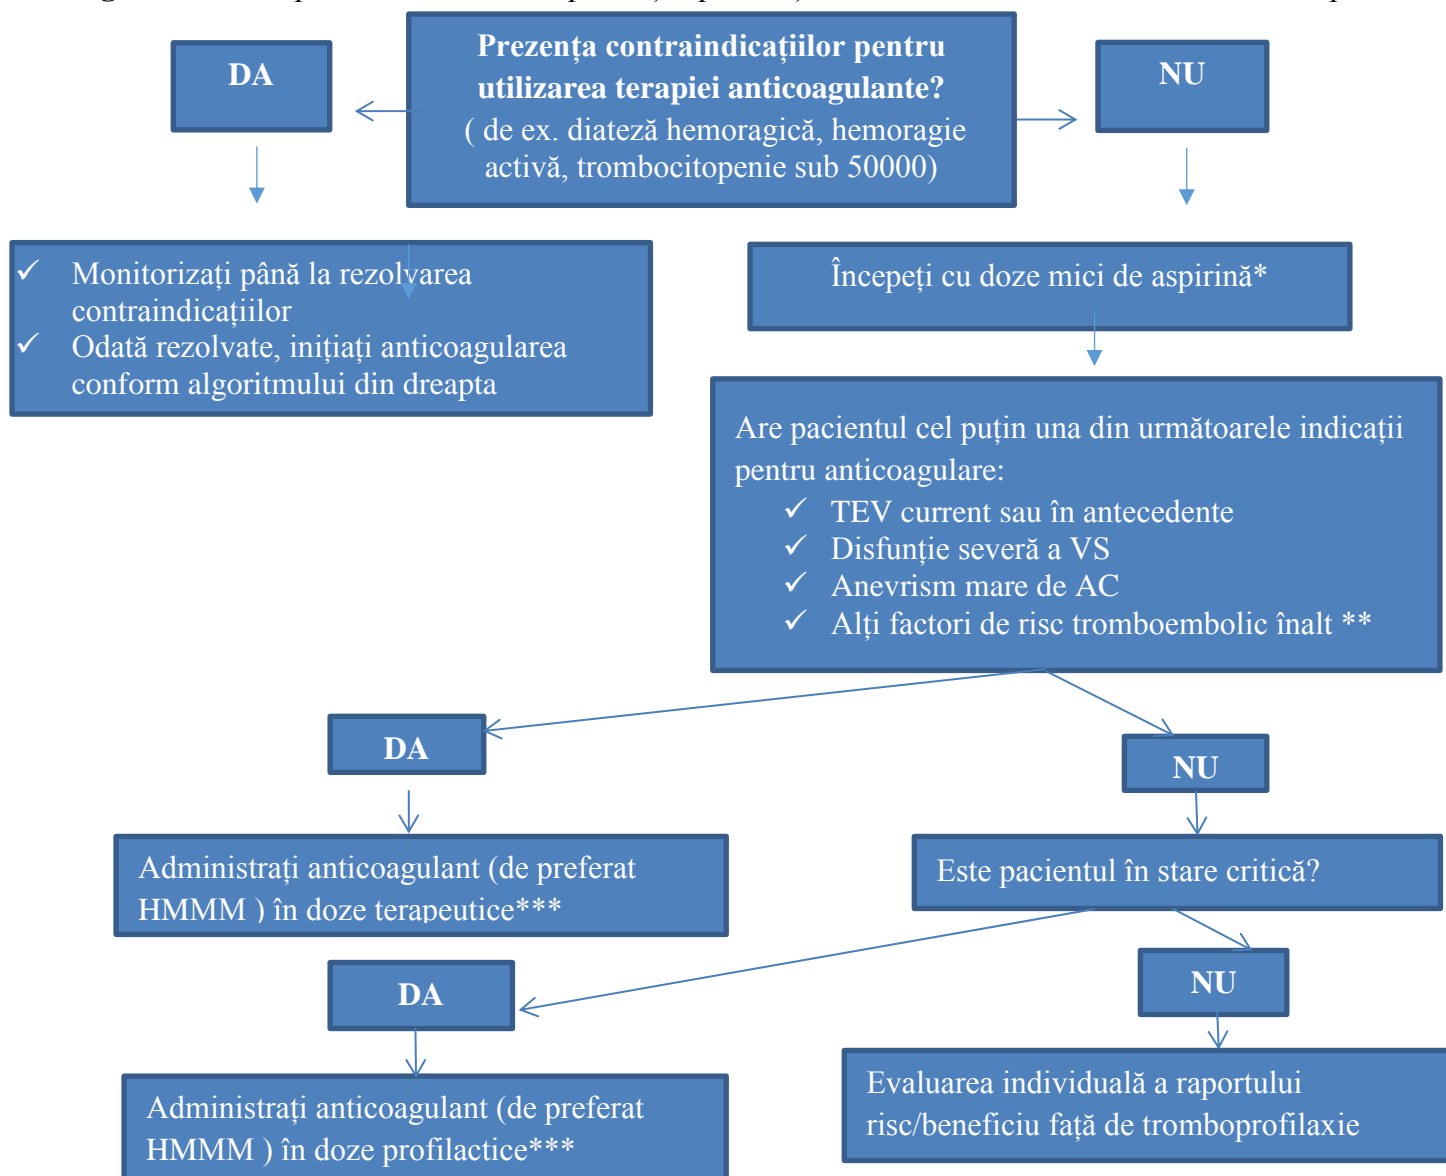 DA
Prezența contraindicațiilor pentru
utilizarea terapiei anticoagulante?
( de ex. diateză hemoragică, hemoragie
activă, trombocitopenie sub 50000)
NU
✓ Monitorizați până la rezolvarea
contraindicațiilor
✓ Odată rezolvate, inițiați anticoagularea
conform algoritmului din dreapta
Începeți cu doze mici de aspirină*
Are pacientul cel puțin una din următoarele indicații
pentru anticoagulare:
✓ TEV current sau în antecedente
✓ Disfunție severă a VS
✓ Anevrism mare de AC
✓ Alți factori de risc tromboembolic înalt **
DA
NU
Administrați anticoagulant (de preferat
HMMM ) în doze terapeutice***
Este pacientul în stare critică?
DA
NU
Administrați anticoagulant (de preferat
HMMM ) în doze profilactice***
Evaluarea individuală a raportului
risc/beneficiu față de tromboprofilaxie